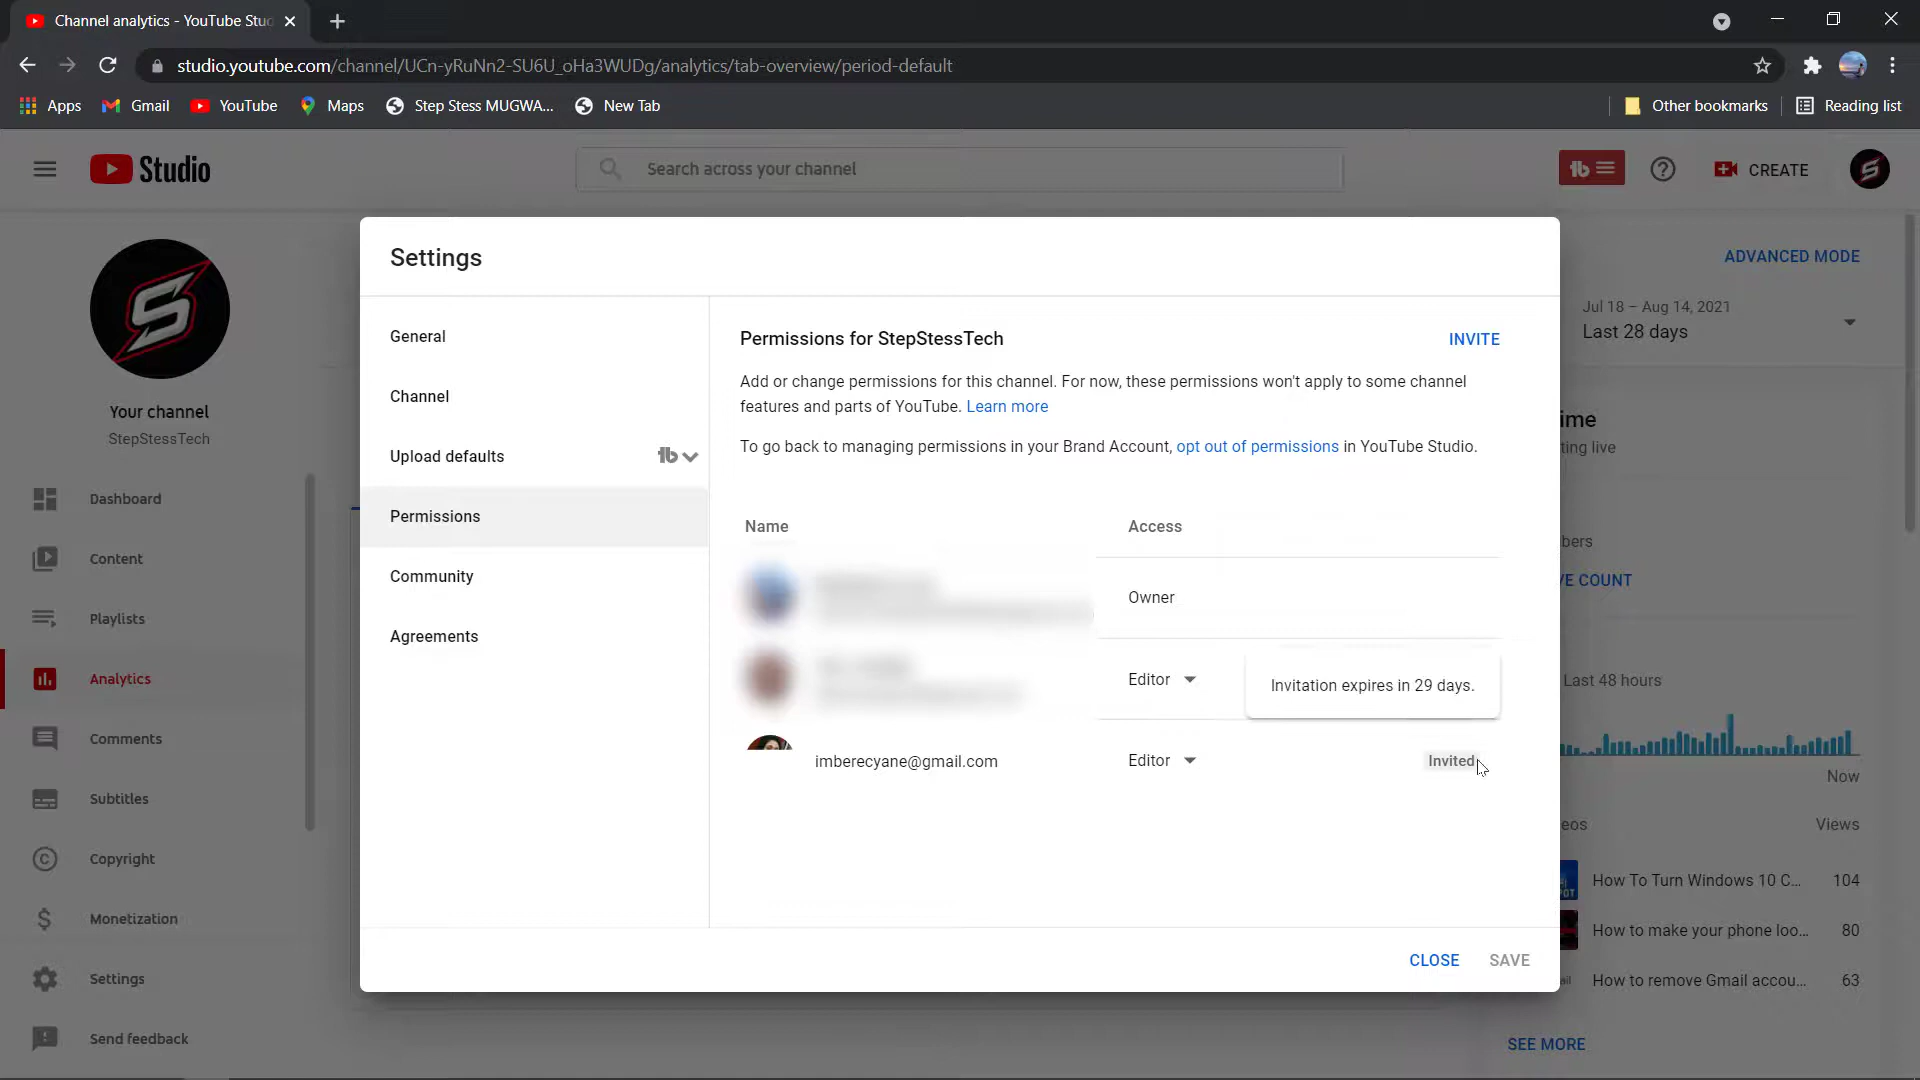 Channel analytics - YouTube Stu
studio.youtube.com/channel/UCn-yRuNn2-SU6U_oHa3WUDg/analytics/tab-overview/period-default
Apps Gmail YouTube Maps Step Stess MUGWA... New Tab Other bookmarks Reading list
Studio Search across your channel tb CREATE
Settings
ADVANCED MODE
Jul 18 – Aug 14, 2021
Last 28 days
Your channel
StepStessTech
Dashboard
Content
Playlists
Analytics
Comments
Subtitles
Copyright
Monetization
Settings
Send feedback
General
Channel
Upload defaults tb
Permissions
Community
Agreements
Permissions for StepStessTech INVITE
Add or change permissions for this channel. For now, these permissions won't apply to some channel
features and parts of YouTube. Learn more
To go back to managing permissions in your Brand Account, opt out of permissions in YouTube Studio.
Name Access
Owner
Editor Invitation expires in 29 days.
imberecyane@gmail.com Editor Invited
CLOSE SAVE
ime
ting live
bers
VE COUNT
Last 48 hours
Now
eos Views
How To Turn Windows 10 C... 104
How to make your phone loo... 80
How to remove Gmail accou... 63
SEE MORE